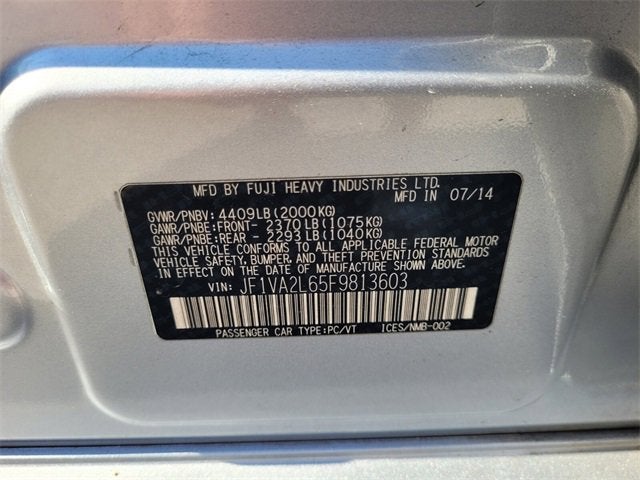 MFD BY FUJI HEAVY INDUSTRIES LTD.
MFD IN 07/14
GVWR/PNBV: 4409LB(2000KG)
GAWR/PNBE:FRONT- 2370LB(1075KG)
GAWR/PNBE:REAR - 2293LB(1040KG)
THIS VEHICLE CONFORMS TO ALL APPLICABLE FEDERAL MOTOR
VEHICLE SAFETY, BUMPER, AND THEFT PREVENTION STANDARDS
IN EFFECT ON THE DATE OF MANUFACTURE SHOWN ABOVE.
VIN: JF1VA2L65F9813603
PASSENGER CAR TYPE:PC/VT ICES/NMB-002